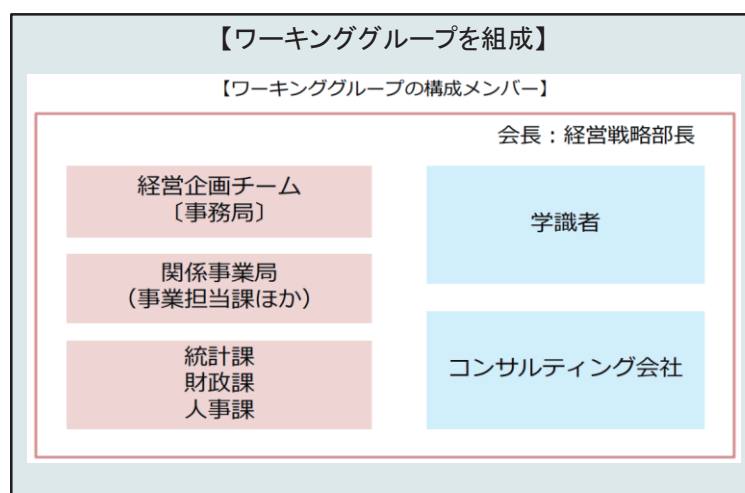 【ワーキンググループを組成】
【ワーキンググループの構成メンバー】
会長：経営戦略部長
経営企画チーム
〔事務局〕
関係事業局
（事業担当課ほか）
統計課
財政課
人事課
学識者
コンサルティング会社